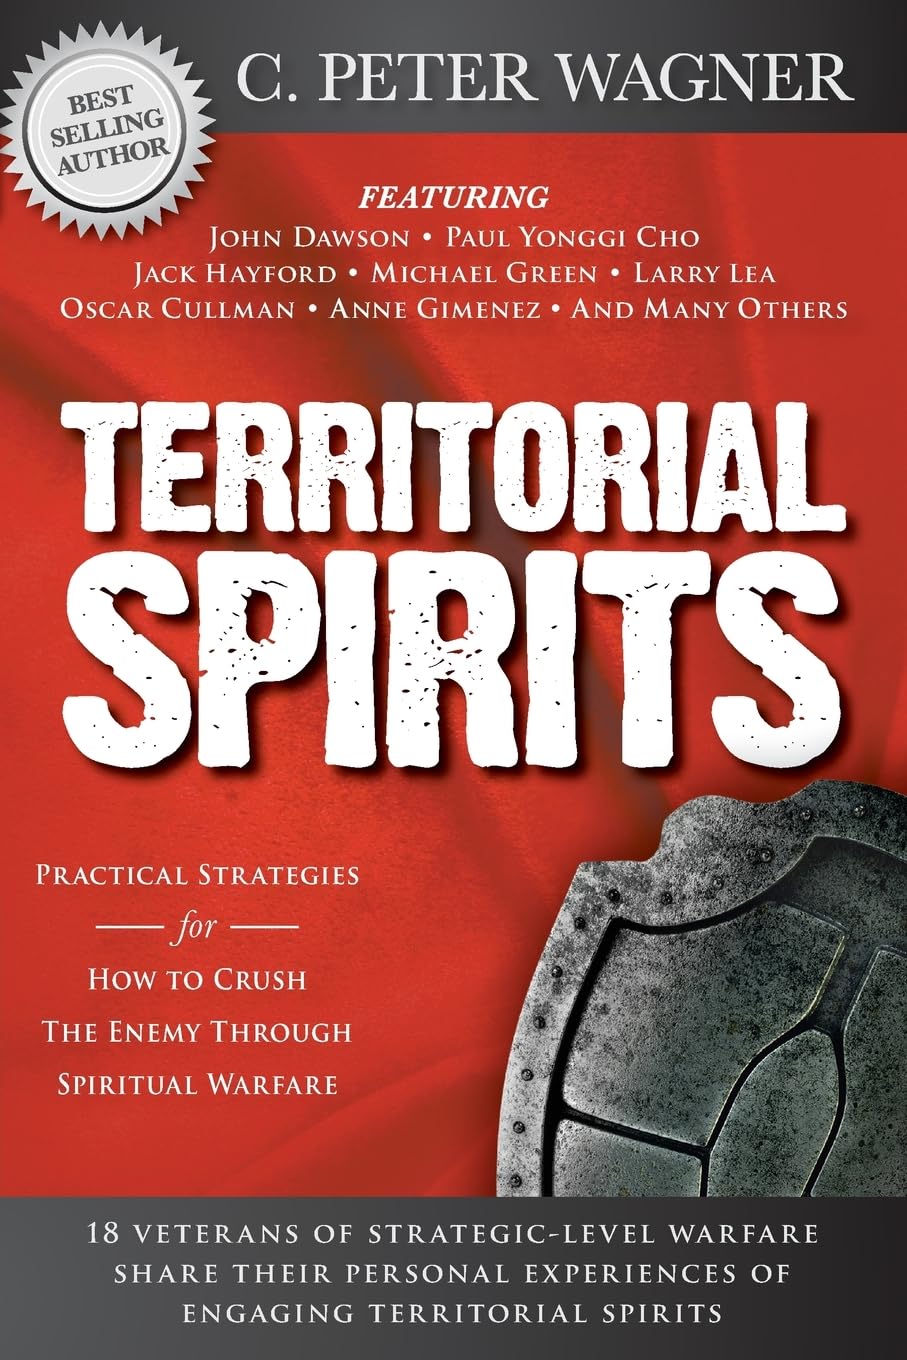 BEST
SELLING
AUTHOR
C. PETER WAGNER
FEATURING
JOHN DAWSON • PAUL YONGGI CHO
JACK HAYFORD • MICHAEL GREEN • LARRY LEA
OSCAR CULLMAN • ANNE GIMENEZ • AND MANY OTHERS
TERRITORIAL
SPIRITS
PRACTICAL STRATEGIES
for
HOW TO CRUSH
THE ENEMY THROUGH
SPIRITUAL WARFARE
18 VETERANS OF STRATEGIC-LEVEL WARFARE
SHARE THEIR PERSONAL EXPERIENCES OF
ENGAGING TERRITORIAL SPIRITS